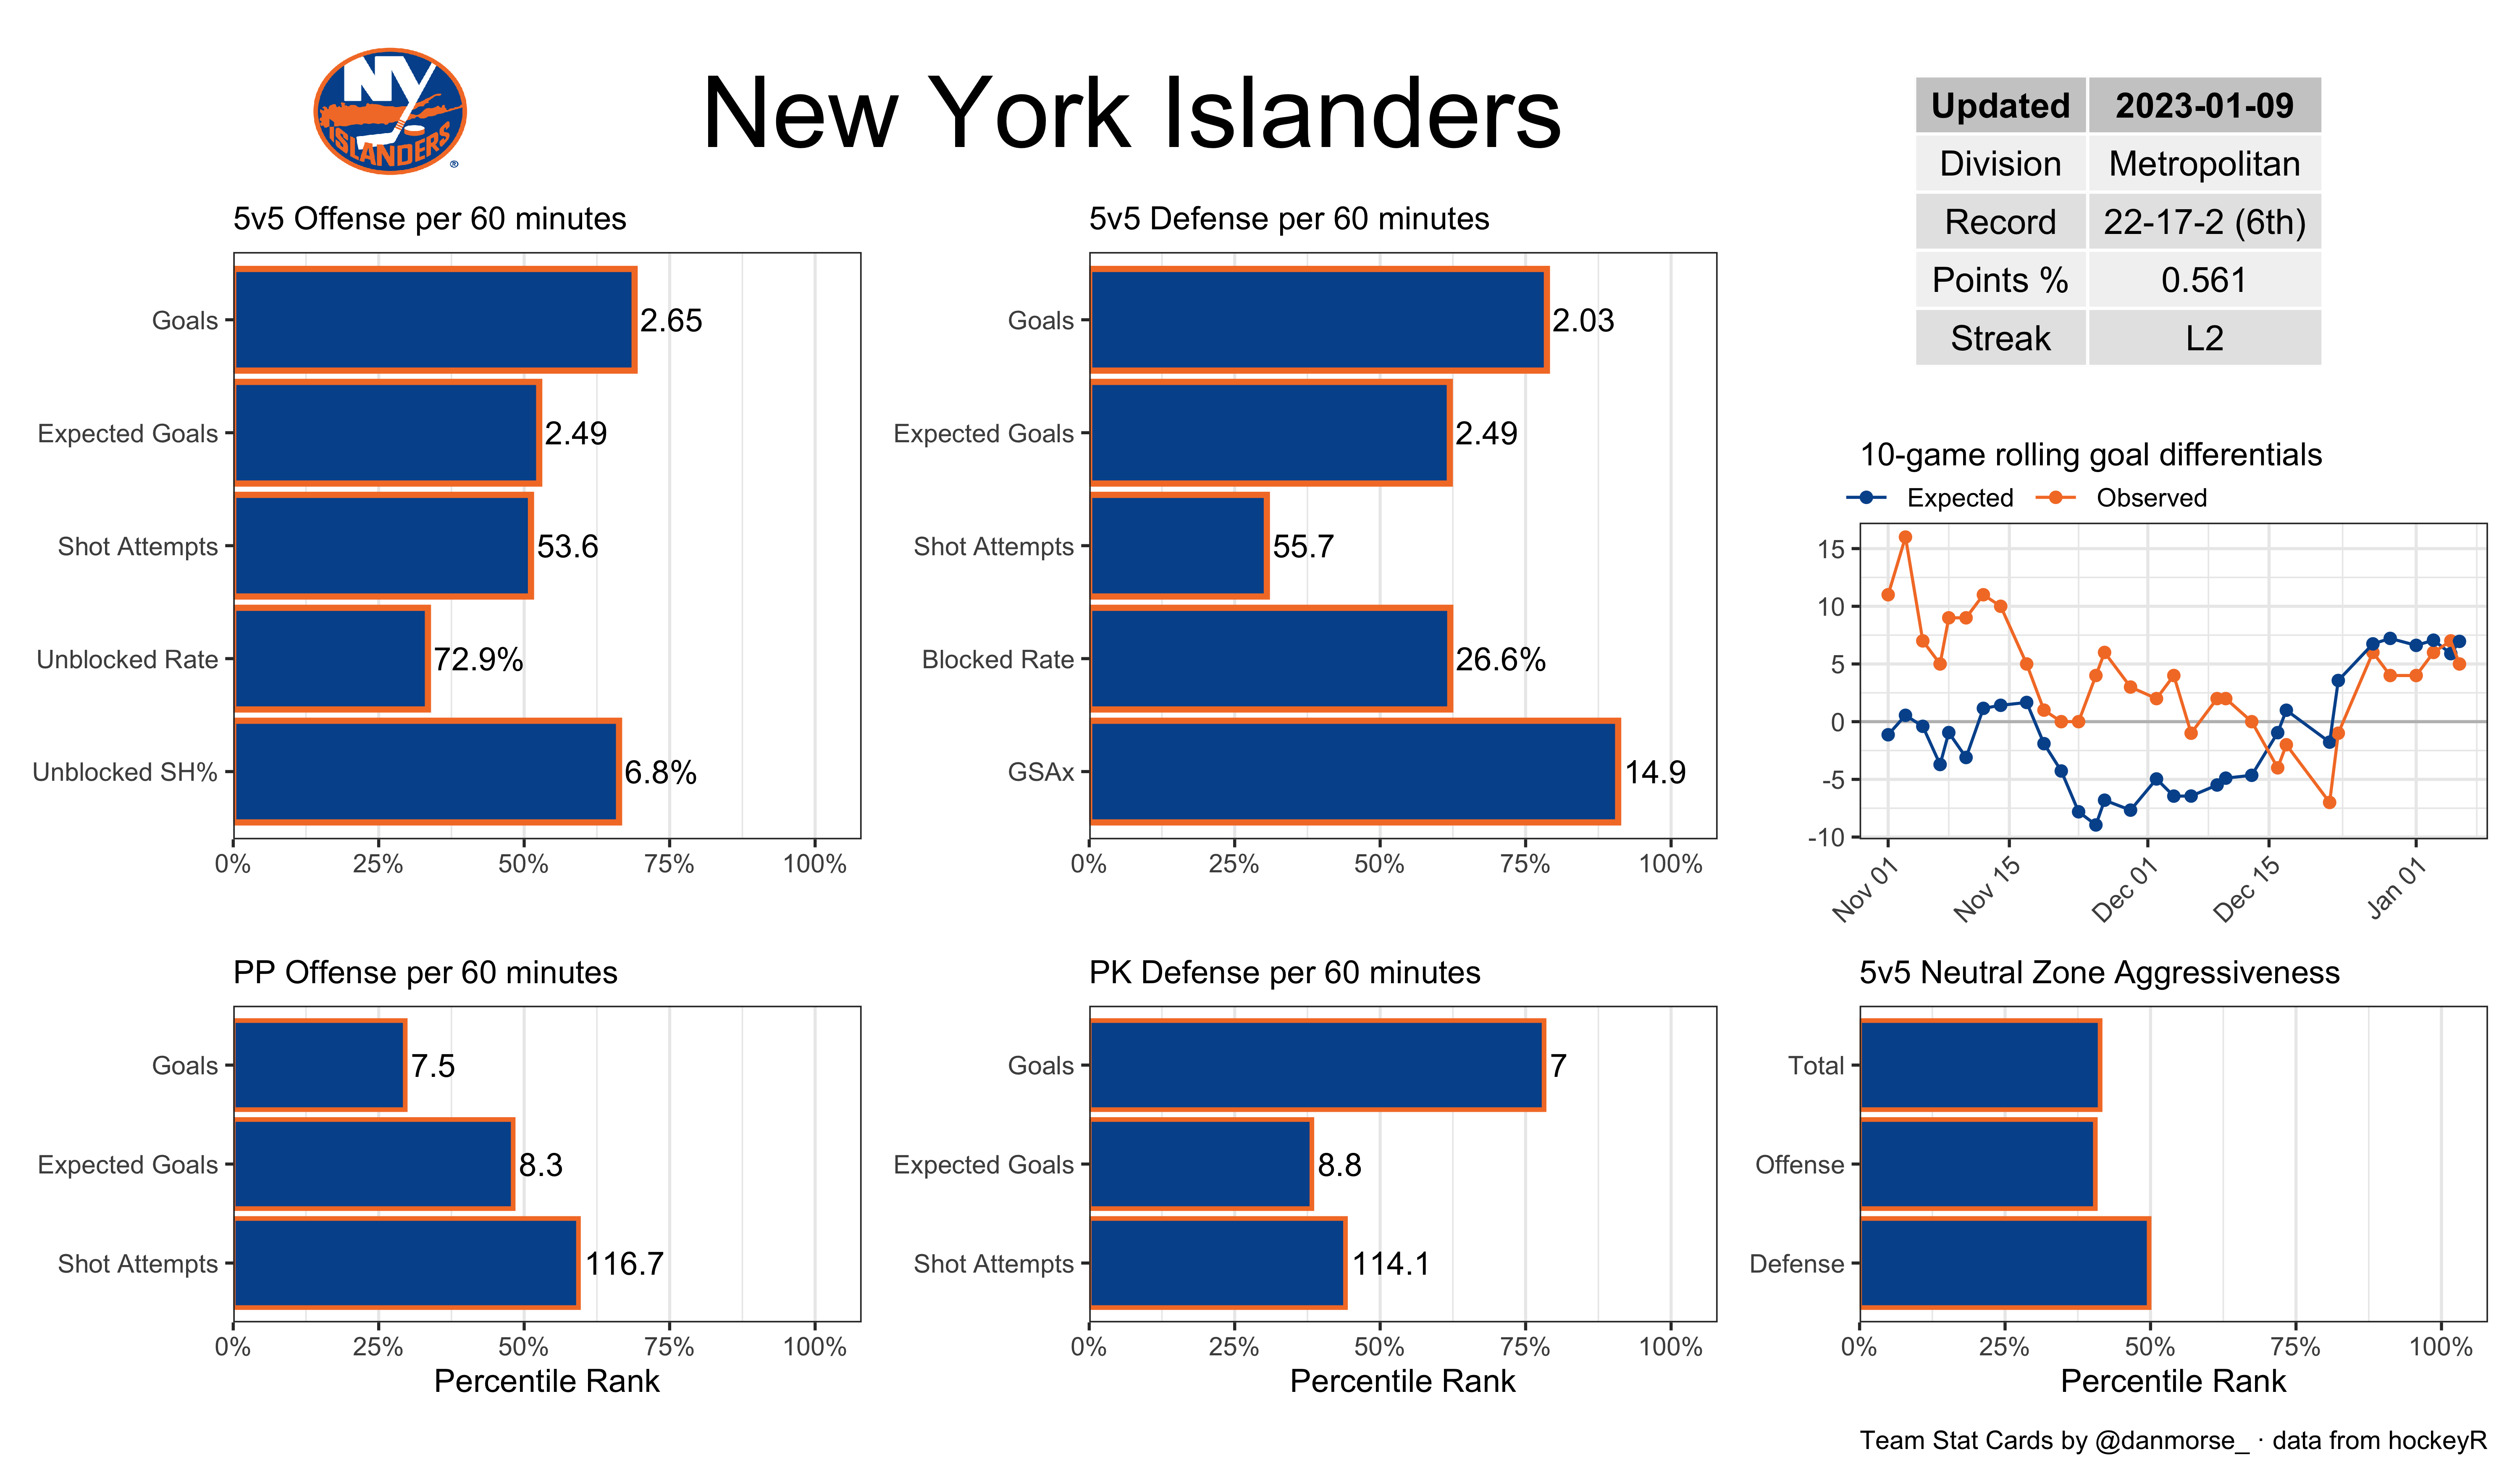 NY
ISLANDERS
®
New York Islanders
Updated 2023-01-09
Division Metropolitan
Record 22-17-2 (6th)
Points % 0.561
Streak L2
5v5 Offense per 60 minutes
Goals 2.65
Expected Goals 2.49
Shot Attempts 53.6
Unblocked Rate 72.9%
Unblocked SH% 6.8%
0% 25% 50% 75% 100%
5v5 Defense per 60 minutes
Goals 2.03
Expected Goals 2.49
Shot Attempts 55.7
Blocked Rate 26.6%
GSAx 14.9
0% 25% 50% 75% 100%
10-game rolling goal differentials
Expected Observed
15
10
5
0
-5
-10
Nov 01 Nov 15 Dec 01 Dec 15 Jan 01
PP Offense per 60 minutes
Goals 7.5
Expected Goals 8.3
Shot Attempts 116.7
0% 25% 50% 75% 100%
Percentile Rank
PK Defense per 60 minutes
Goals 7
Expected Goals 8.8
Shot Attempts 114.1
0% 25% 50% 75% 100%
Percentile Rank
5v5 Neutral Zone Aggressiveness
Total
Offense
Defense
0% 25% 50% 75% 100%
Percentile Rank
Team Stat Cards by @danmorse_ · data from hockeyR